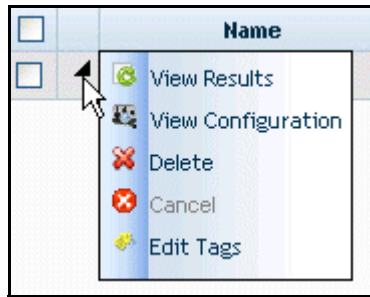 Name
View Results
View Configuration
Delete
Cancel
Edit Tags